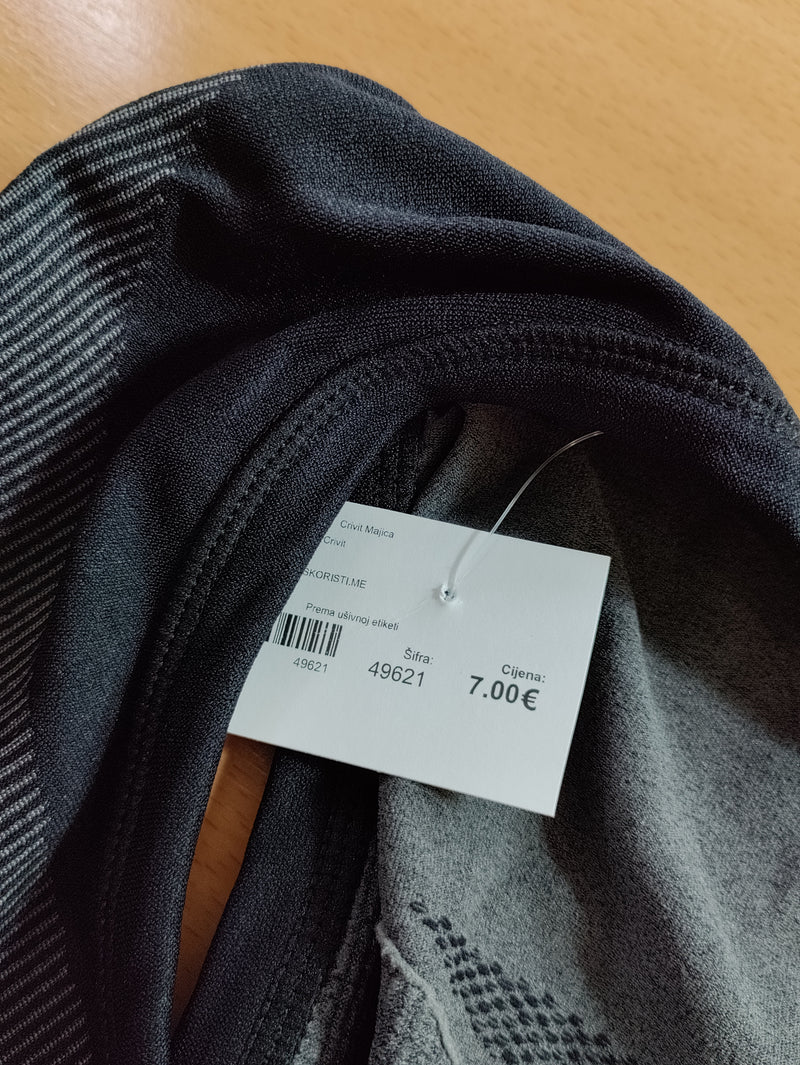 Crivit Majica
Crivit
SKORISTI.ME
Prema ušivnoj etiketi
49621
Šifra:
49621
Cijena:
7.00€